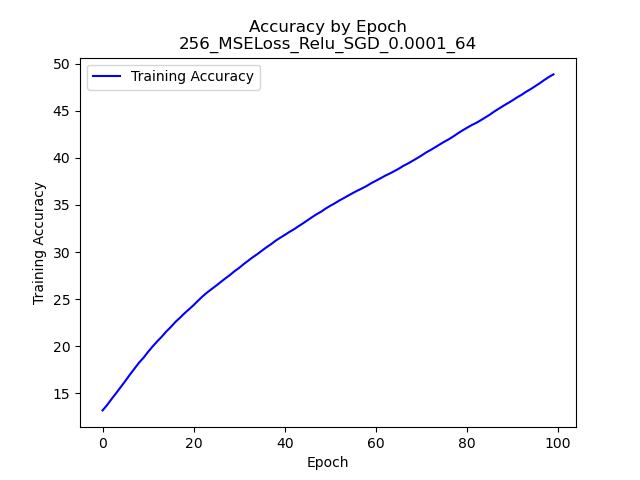 Accuracy by Epoch
256_MSELoss_Relu_SGD_0.0001_64
Training Accuracy
50
45
40
35
30
25
20
15
Training Accuracy
0 20 40 60 80 100
Epoch